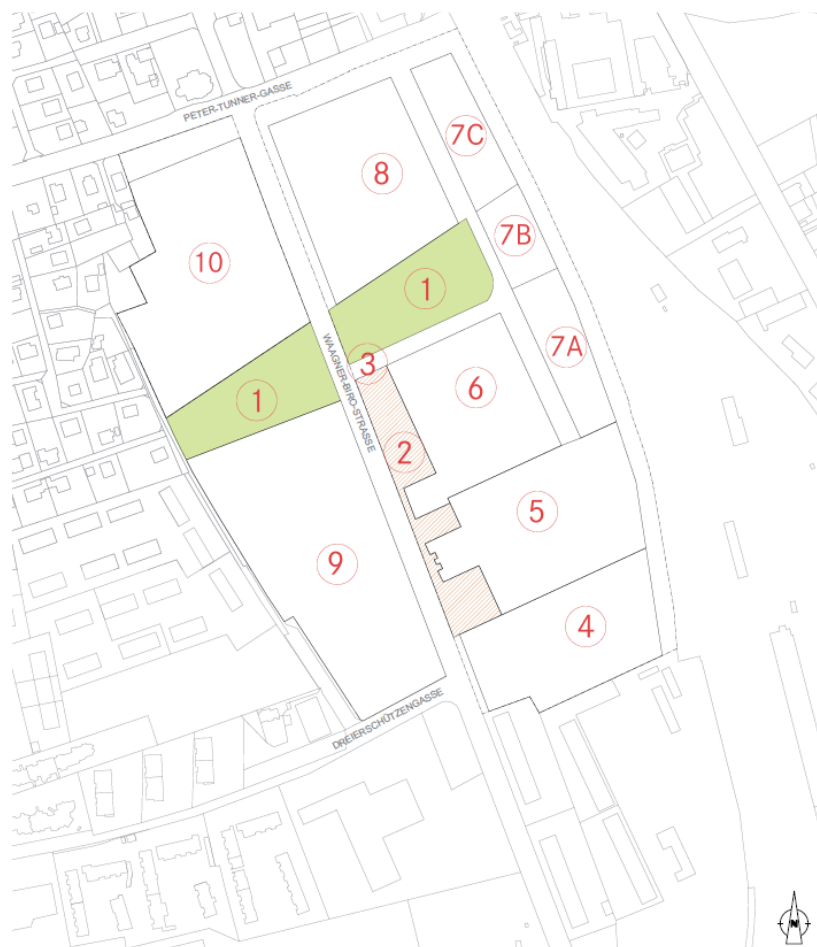 PETER-TUNNER-GASSE
7C
8
7B
10
1
7A
3
6
1
WAAGNER-BIRO-STRASSE
2
5
9
4
DREIERSCHÜTZENGASSE
N